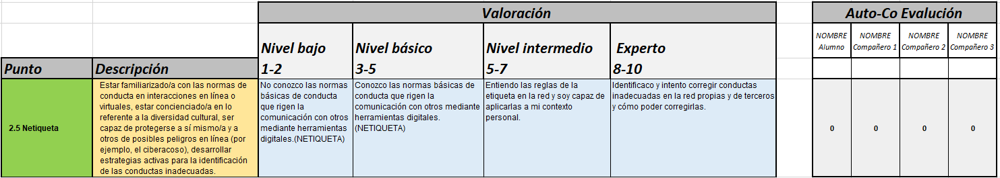 Valoración
Auto-Co Evalución
Nivel bajo
1-2
Nivel básico
3-5
Nivel intermedio
5-7
Experto
8-10
NOMBRE
Alumno
NOMBRE
Compañero 1
NOMBRE
Compañero 2
NOMBRE
Compañero 3
Punto
Descripción
2.5 Netiqueta
Estar familiarizado/a con las normas de
conducta en interacciones en línea o
virtuales, estar concienciado/a en lo
referente a la diversidad cultural, ser
capaz de protegerse a sí mismo/a y a
otros de posibles peligros en línea (por
ejemplo, el ciberacoso), desarrollar
estrategias activas para la identificación
de las conductas inadecuadas.
No conozco las normas
básicas de conducta
que rigen la
comunicación con otros
mediante herramientas
digitales.(NETIQUETA)
Conozco las normas básicas de
conducta que rigen la
comunicación con otros mediante
herramientas digitales.
(NETIQUETA)
Entiendo las reglas de la
etiqueta en la red y soy capaz de
aplicarlas a mi contexto
personal.
Identificaco y intento corregir conductas
inadecuadas en la red propias y de terceros
y cómo poder corregirlas.
0
0
0
0